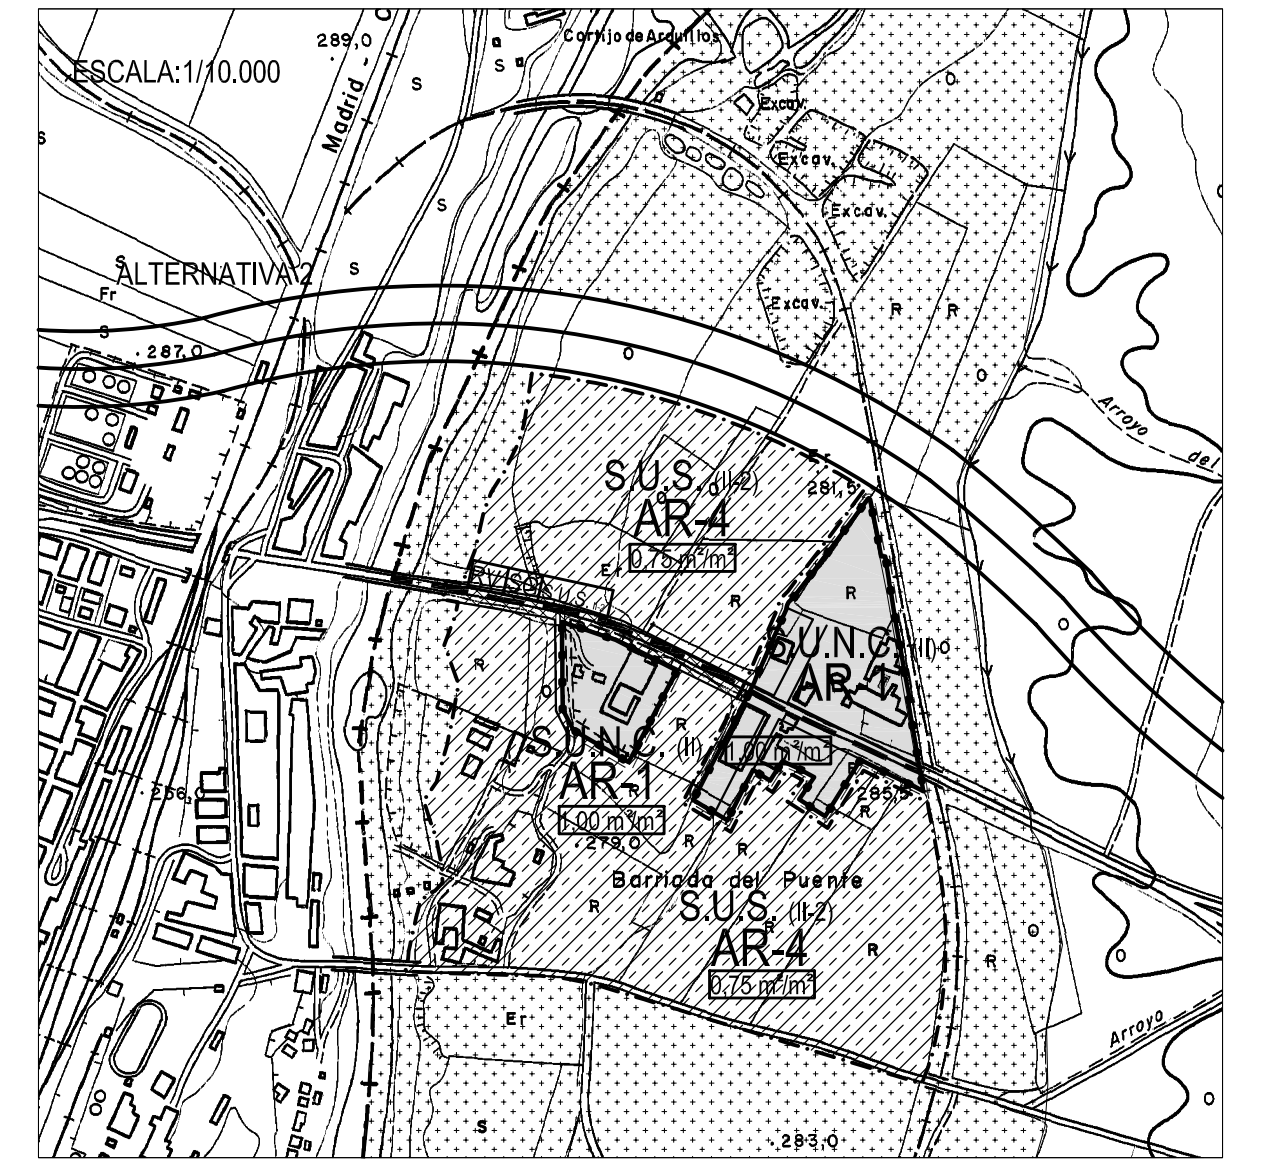 Cortijo de Arquillos
289,0
Madrid - C
S
S
ESCALA:1/10.000
O
Excav.
S
Excav.
S
Excav.
S
S
ALTERNATIVA 2
Fr
Excav.
R
R
S
287,0
O
O
Arroyo
del
Er
S.U.S. (II-2)
281,5
O
O
AR-4
0.75 m²/m²
Er
R
R
O
S.U.N.C. (II)
O
R
AR-1
R
O
R
S.U.N.C. (II)
1,00 m²/m²
AR-1
R
256,0
285,5
1,00 m²/m²
R
279,0
R
R
Barriada del Puente
S.U.S. (II-2)
R
R
O
AR-4
R
O
R
0.75 m²/m²
Er
Arroyo
O
S
283,0